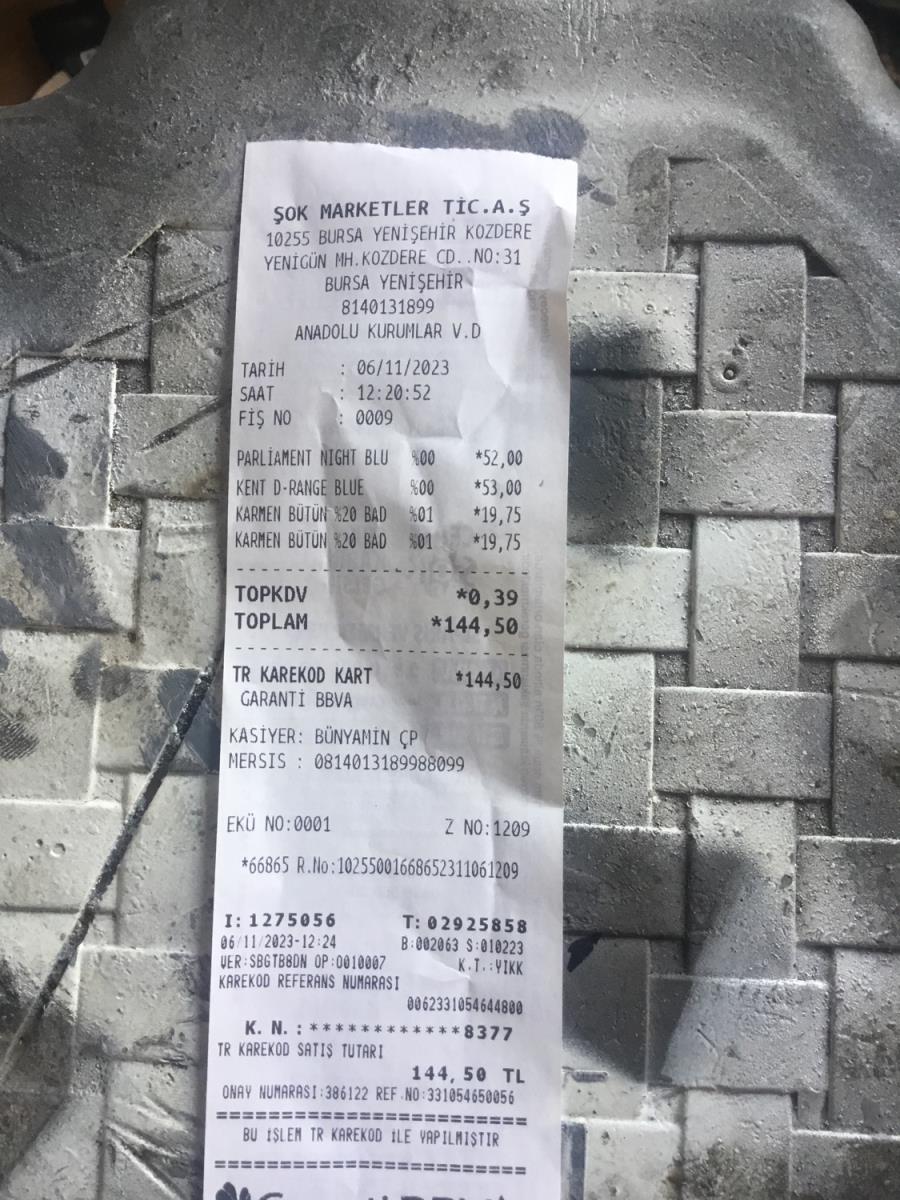 ŞOK MARKETLER TİC.A.Ş
10255 BURSA YENİŞEHİR KOZDERE
YENİGÜN MH.KOZDERE CD..NO:31
BURSA YENİŞEHİR
8140131899
ANADOLU KURUMLAR V.D
TARİH : 06/11/2023
SAAT : 12:20:52
FİŞ NO : 0009
PARLİAMENT NIGHT BLU %00 *52,00
KENT D-RANGE BLUE %00 *53,00
KARMEN BÜTÜN %20 BAD %01 *19,75
KARMEN BÜTÜN %20 BAD %01 *19,75
TOPKDV *0,39
TOPLAM *144,50
TR KAREKOD KART *144,50
GARANTİ BBVA
KASİYER: BÜNYAMİN ÇP
MERSIS : 0814013189988099
EKÜ NO:0001 Z NO:1209
*66865 R.No:10255001668652311061209
I: 1275056 T: 02925858
06/11/2023-12:24 B:002063 S:010223
VER:SBGTB8DN OP:0010007 K.T.:YIKK
KAREKOD REFERANS NUMARASI
0062331054644800
K. N. : ************8377
TR KAREKOD SATIŞ TUTARI
144,50 TL
ONAY NUMARASI:386122 REF.NO:331054650056
BU İŞLEM TR KAREKOD İLE YAPILMIŞTIR